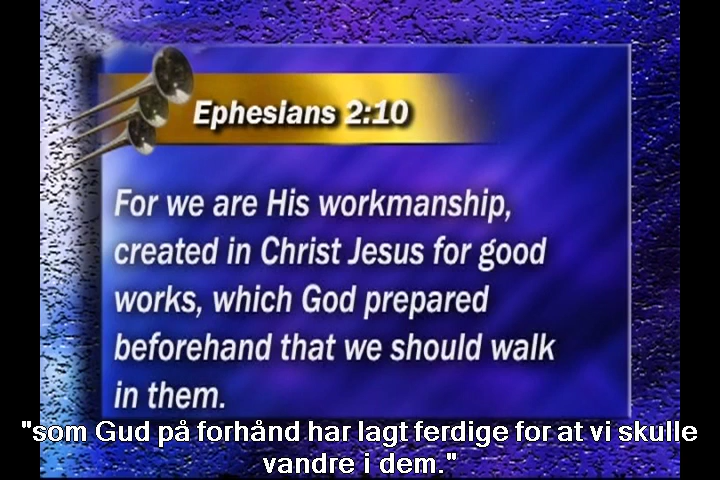 Ephesians 2:10
For we are His workmanship,
created in Christ Jesus for good
works, which God prepared
beforehand that we should walk
in them.
"som Gud på forhånd har lagt ferdige for at vi skulle
vandre i dem."